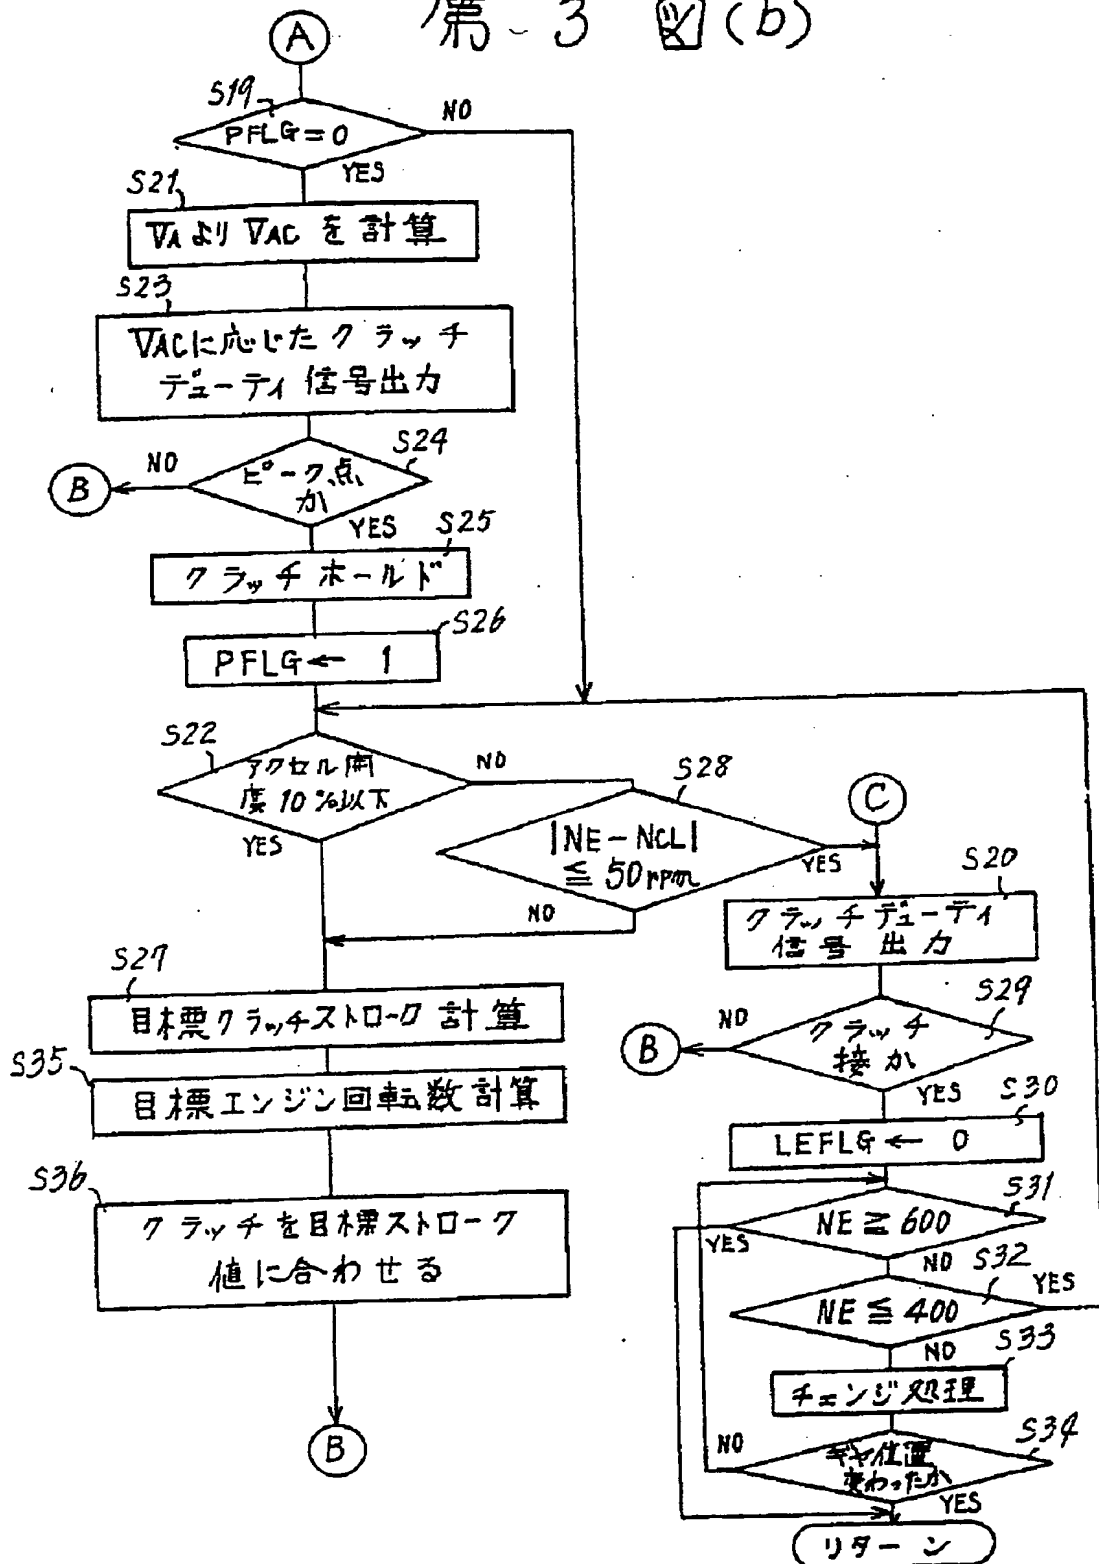 第 3 図(b)
A
S19
PFLG=0
NO
YES
S21
VAより VAC を計算
S23
VACに応じたクラッチ
デューティ信号出力
S24
ピーク点
か
NO
B
YES
S25
クラッチホールド
S26
PFLG← 1
S22
アクセル開
度10%以下
NO
YES
S28
|NE-NCL|
≦50rpm
YES
NO
C
S20
クラッチデューティ
信号出力
S27
目標クラッチストローク計算
S29
クラッチ
接か
NO
B
YES
S35
目標エンジン回転数計算
S30
LEFLG← 0
S36
クラッチを目標ストローク
値に合わせる
S31
NE≧600
YES
NO
S32
NE≦400
YES
NO
S33
チェンジ処理
S34
ギヤ位置
変わったか
NO
YES
B
リターン